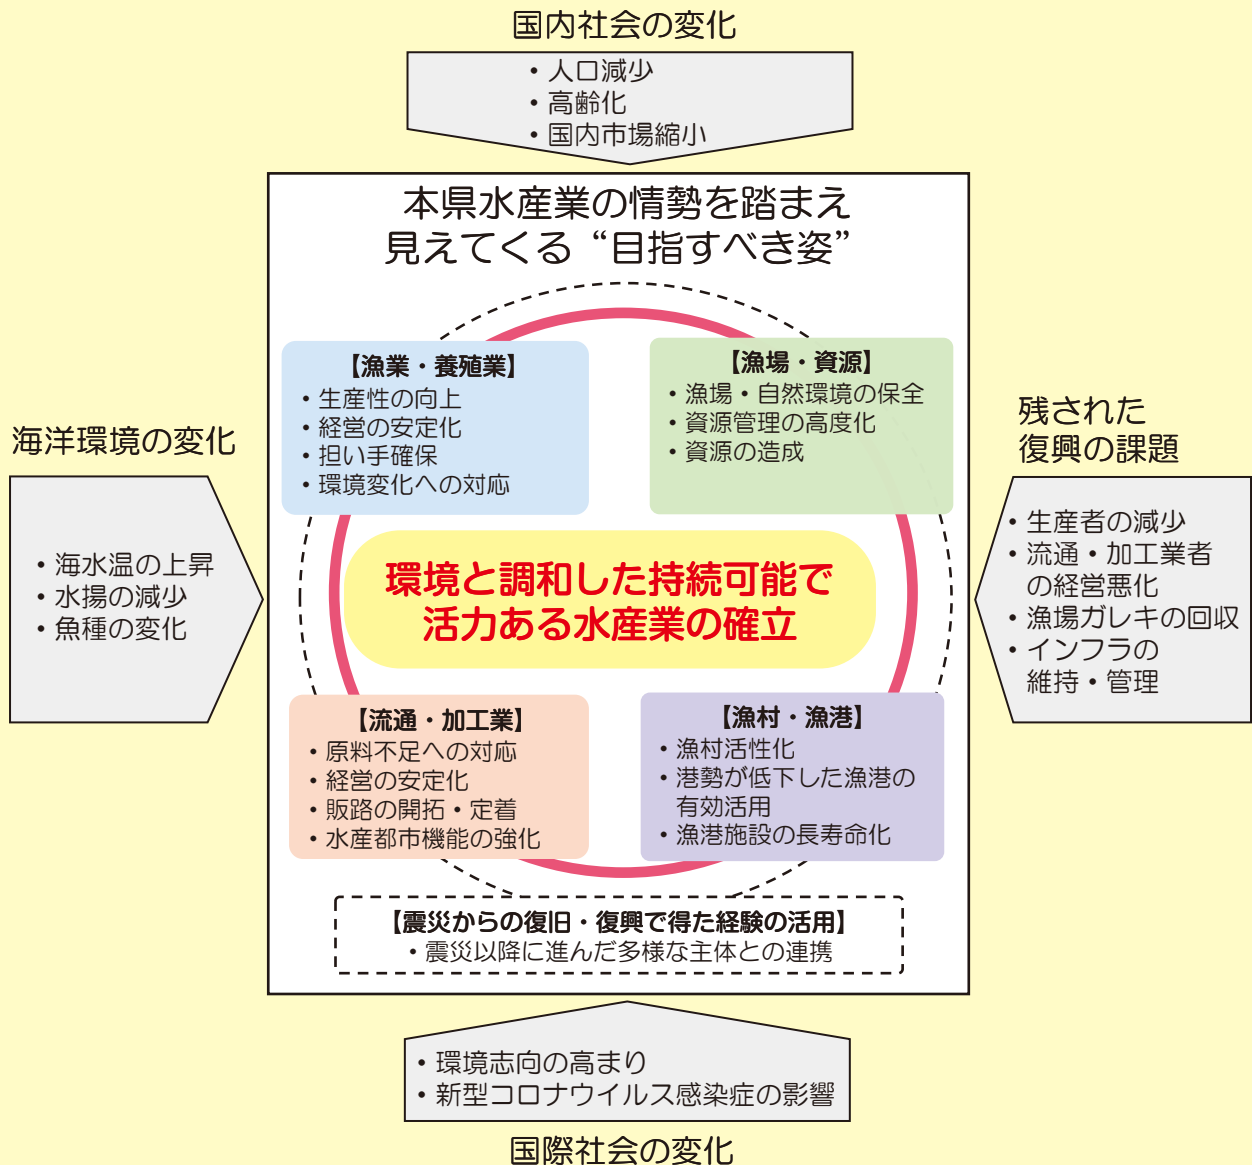 国内社会の変化
・人口減少
・高齢化
・国内市場縮小
本県水産業の情勢を踏まえ
見えてくる“目指すべき姿”
【漁業・養殖業】
・生産性の向上
・経営の安定化
・担い手確保
・環境変化への対応
【漁場・資源】
・漁場・自然環境の保全
・資源管理の高度化
・資源の造成
海洋環境の変化
・海水温の上昇
・水揚の減少
・魚種の変化
環境と調和した持続可能で
活力ある水産業の確立
残された
復興の課題
・生産者の減少
・流通・加工業者
の経営悪化
・漁場ガレキの回収
・インフラの
維持・管理
【流通・加工業】
・原料不足への対応
・経営の安定化
・販路の開拓・定着
・水産都市機能の強化
【漁村・漁港】
・漁村活性化
・港勢が低下した漁港の
有効活用
・漁港施設の長寿命化
【震災からの復旧・復興で得た経験の活用】
・震災以降に進んだ多様な主体との連携
・環境志向の高まり
・新型コロナウイルス感染症の影響
国際社会の変化